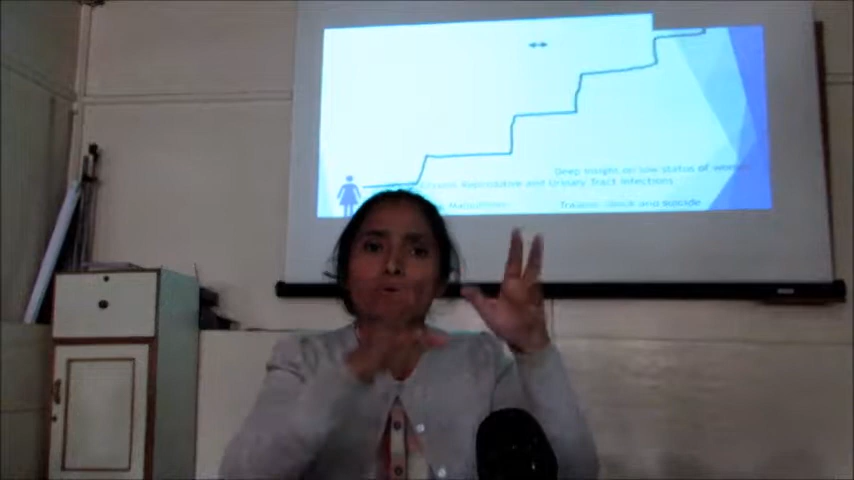 Deep Insight on low status of women
Reproductive and Urinary Tract Infections
Malnutrition
Trauma, shock and suicide